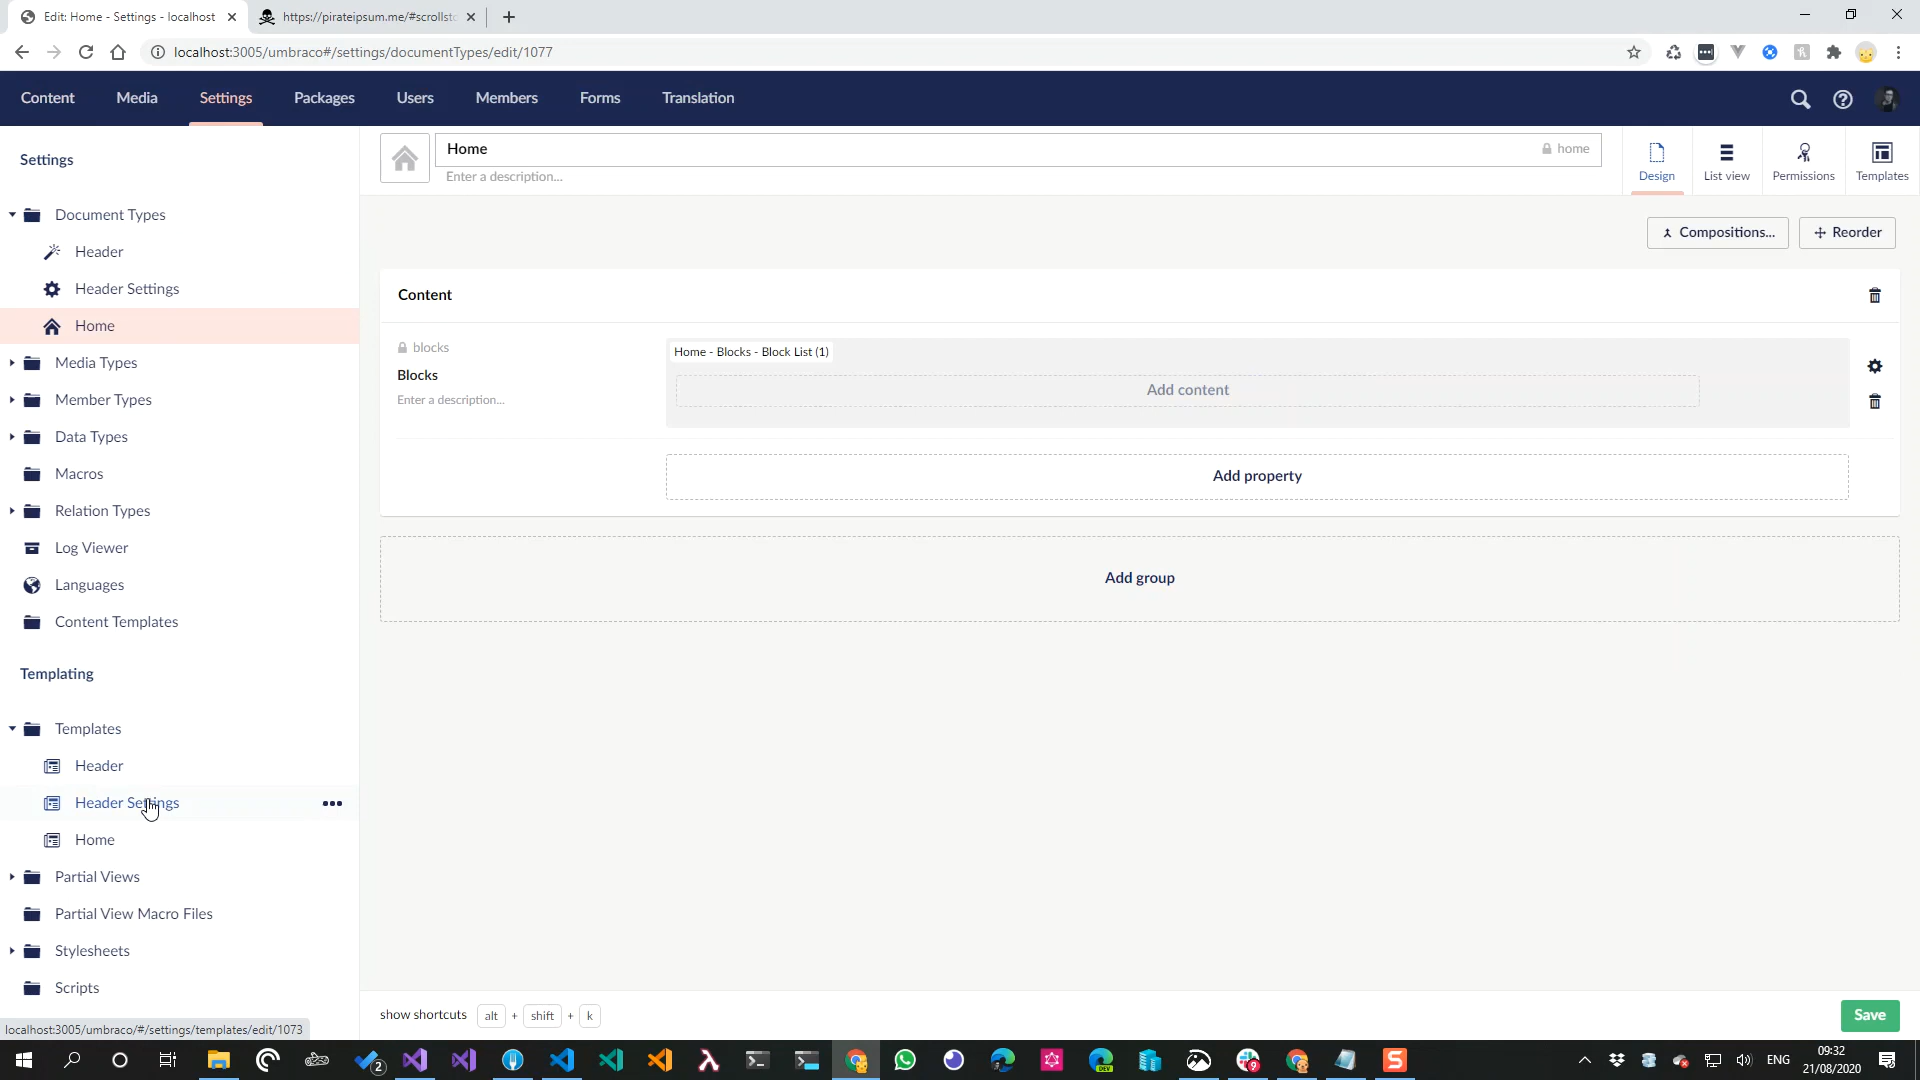 Edit: Home - Settings - localhost
https://pirateipsum.me/#scrollsto
localhost:3005/umbraco#/settings/documentTypes/edit/1077
Content
Media
Settings
Packages
Users
Members
Forms
Translation
Settings
Document Types
Header
Header Settings
Home
Media Types
Member Types
Data Types
Macros
Relation Types
Log Viewer
Languages
Content Templates
Templating
Templates
Header
Header Settings
Home
Partial Views
Partial View Macro Files
Stylesheets
Scripts
localhost:3005/umbraco/#/settings/templates/edit/1073
Home
home
Enter a description...
Design
List view
Permissions
Templates
Compositions...
Reorder
Content
blocks
Blocks
Enter a description...
Home - Blocks - Block List (1)
Add content
Add property
Add group
show shortcuts alt + shift + k
Save
2
9
DEV
ENG
09:32
21/08/2020